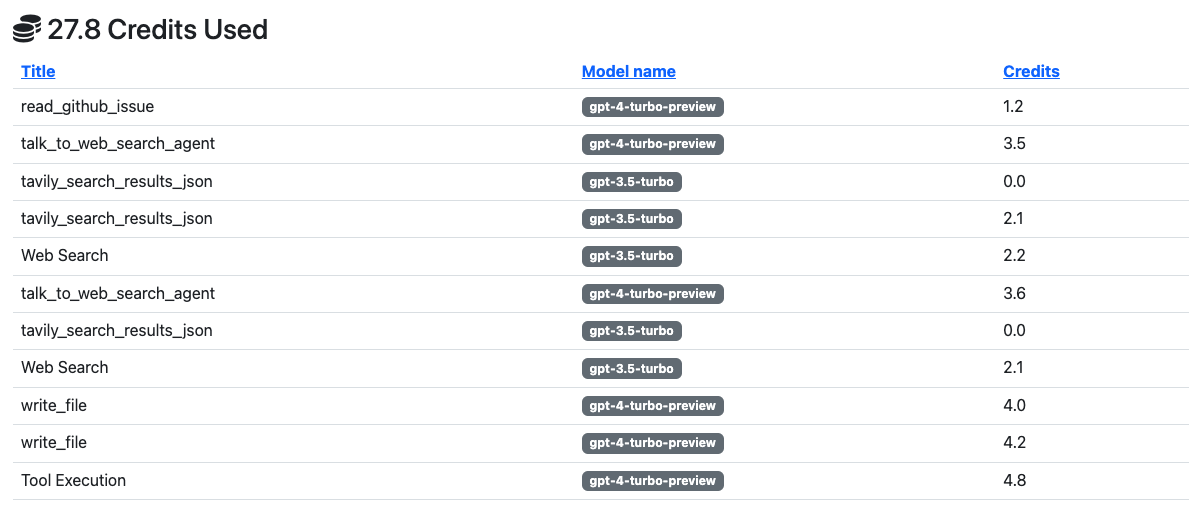 27.8 Credits Used
Title Model name Credits
read_github_issue gpt-4-turbo-preview 1.2
talk_to_web_search_agent gpt-4-turbo-preview 3.5
tavily_search_results_json gpt-3.5-turbo 0.0
tavily_search_results_json gpt-3.5-turbo 2.1
Web Search gpt-3.5-turbo 2.2
talk_to_web_search_agent gpt-4-turbo-preview 3.6
tavily_search_results_json gpt-3.5-turbo 0.0
Web Search gpt-3.5-turbo 2.1
write_file gpt-4-turbo-preview 4.0
write_file gpt-4-turbo-preview 4.2
Tool Execution gpt-4-turbo-preview 4.8